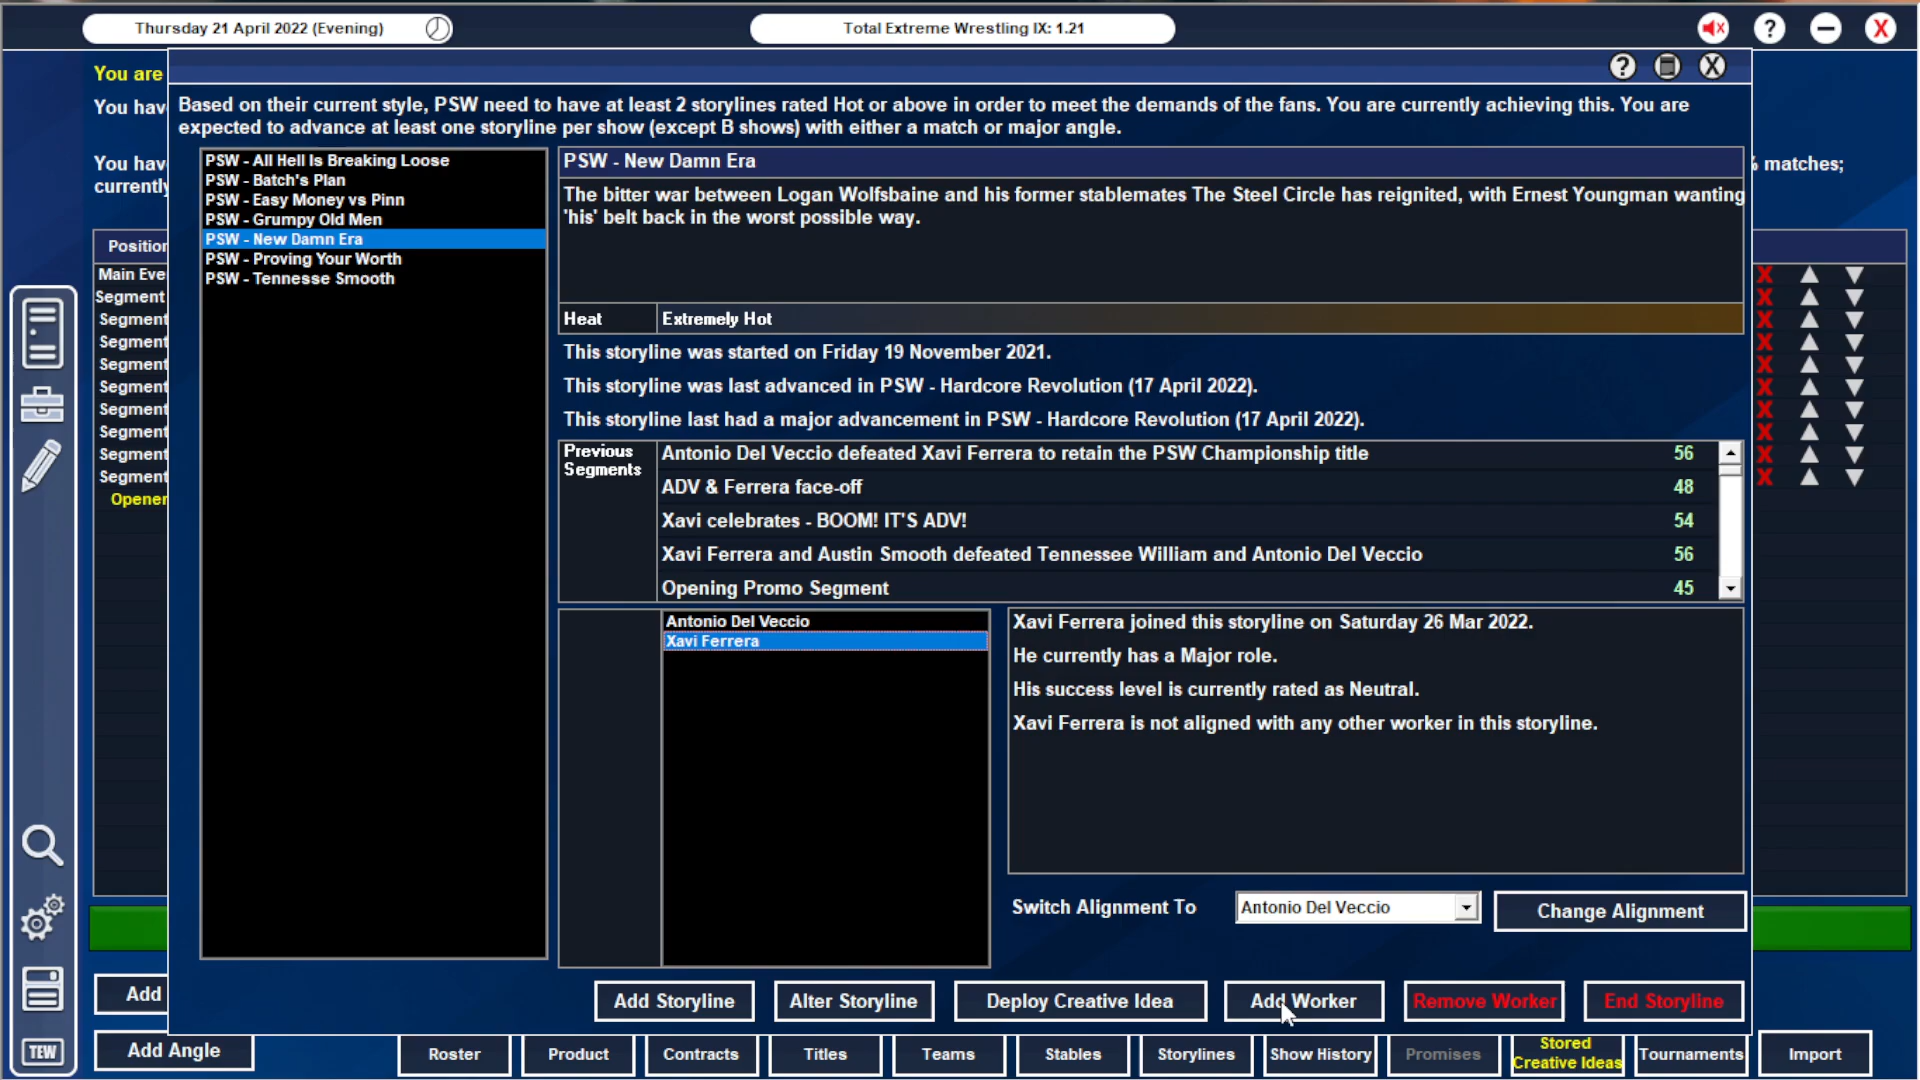 Thursday 21 April 2022 (Evening)
Total Extreme Wrestling IX: 1.21
?
X
You are
? X
You hav
Based on their current style, PSW need to have at least 2 storylines rated Hot or above in order to meet the demands of the fans. You are currently achieving this. You are
expected to advance at least one storyline per show (except B shows) with either a match or major angle.
You hav
% matches;
currently
PSW - All Hell Is Breaking Loose
PSW - Batch's Plan
PSW - Easy Money vs Pinn
PSW - Grumpy Old Men
PSW - New Damn Era
PSW - Proving Your Worth
PSW - Tennesse Smooth
PSW - New Damn Era
The bitter war between Logan Wolfsbaine and his former stablemates The Steel Circle has reignited, with Ernest Youngman wanting
'his' belt back in the worst possible way.
Heat Extremely Hot
This storyline was started on Friday 19 November 2021.
This storyline was last advanced in PSW - Hardcore Revolution (17 April 2022).
This storyline last had a major advancement in PSW - Hardcore Revolution (17 April 2022).
Position
Main Eve
Segment
Segment
Segment
Segment
Segment
Segment
Segment
Segment
Segment
Opener
X
X
X
X
X
X
X
X
X
X
Previous
Segments
Antonio Del Veccio defeated Xavi Ferrera to retain the PSW Championship title 56
ADV & Ferrera face-off 48
Xavi celebrates - BOOM! IT'S ADV! 54
Xavi Ferrera and Austin Smooth defeated Tennessee William and Antonio Del Veccio 56
Opening Promo Segment 45
Antonio Del Veccio
Xavi Ferrera
Xavi Ferrera joined this storyline on Saturday 26 Mar 2022.
He currently has a Major role.
His success level is currently rated as Neutral.
Xavi Ferrera is not aligned with any other worker in this storyline.
Switch Alignment To Antonio Del Veccio Change Alignment
Add Storyline Alter Storyline Deploy Creative Idea Add Worker Remove Worker End Storyline
Add
Add Angle
TEW
Roster Product Contracts Titles Teams Stables Storylines Show History Promises Stored Creative Ideas Tournaments Import